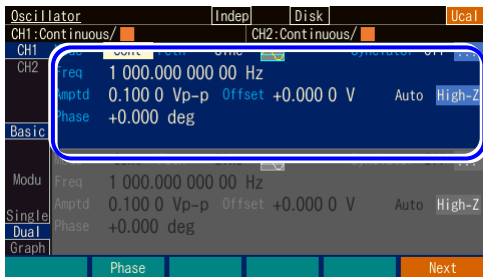 Oscillator Indep Disk Ucal
CH1:Continuous/ CH2:Continuous/
CH1
CH2 Freq 1 000.000 000 00 Hz
Amptd 0.100 0 Vp-p Offset +0.000 0 V Auto High-Z
Phase +0.000 deg
Basic
Modu Freq 1 000.000 000 00 Hz
Amptd 0.100 0 Vp-p Offset +0.000 0 V Auto High-Z
Single
Phase +0.000 deg
Dual
Graph
Phase Next